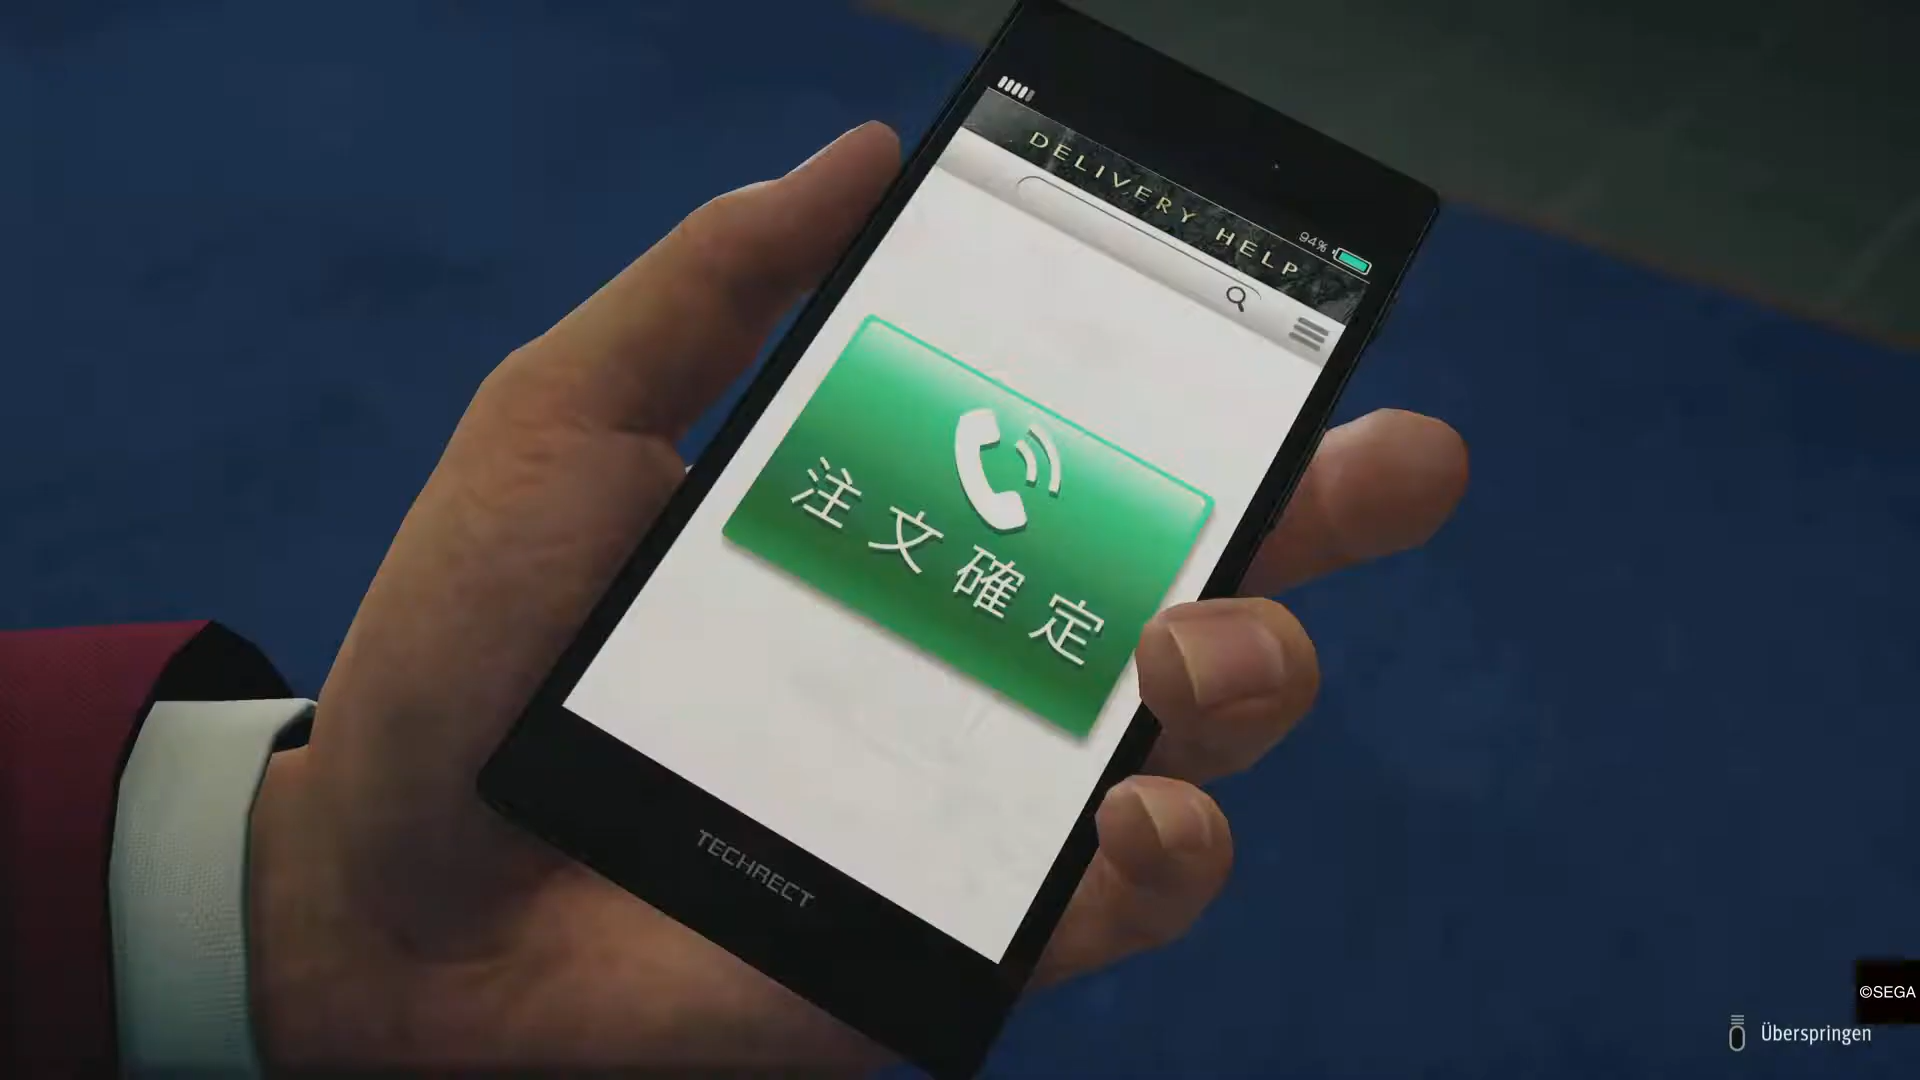 94%
DELIVERY HELP
注文確定
TECHRECT
©SEGA
Überspringen